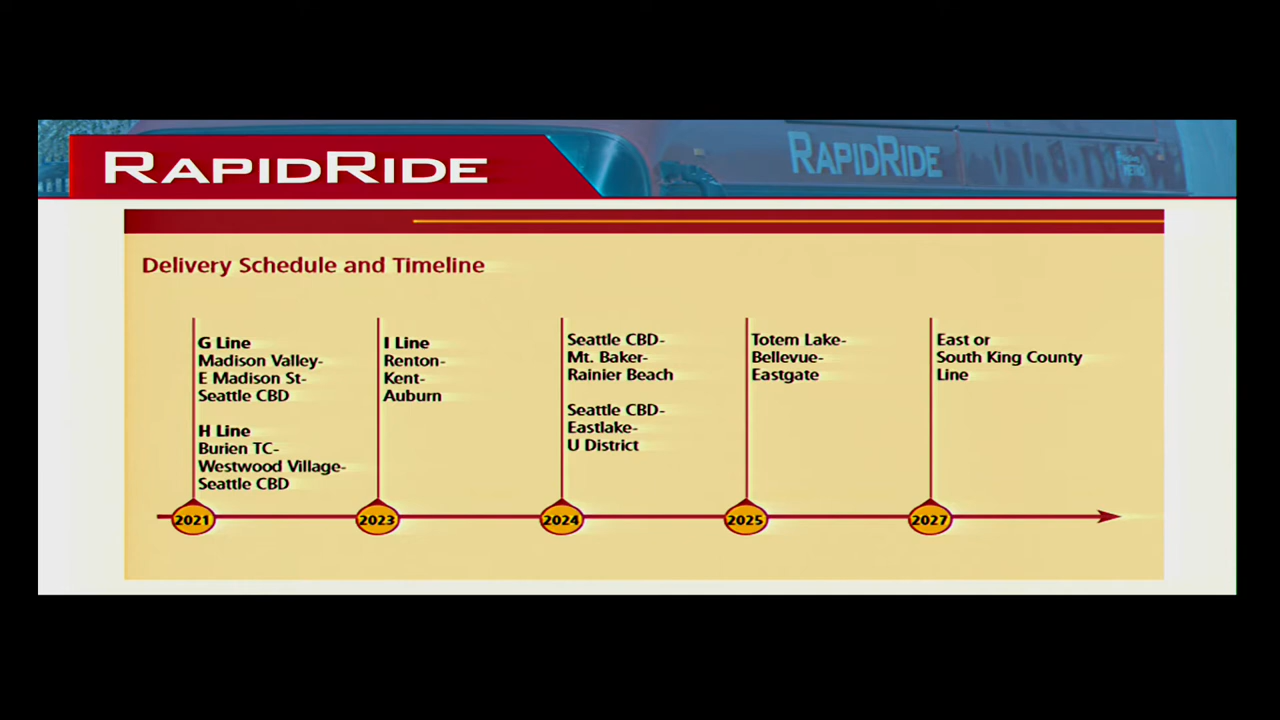 RAPIDRIDE
RAPIDRIDE
Delivery Schedule and Timeline
G Line
Madison Valley-
E Madison St-
Seattle CBD
H Line
Burien TC-
Westwood Village-
Seattle CBD
I Line
Renton-
Kent-
Auburn
Seattle CBD-
Mt. Baker-
Rainier Beach
Seattle CBD-
Eastlake-
U District
Totem Lake-
Bellevue-
Eastgate
East or
South King County
Line
2021
2023
2024
2025
2027